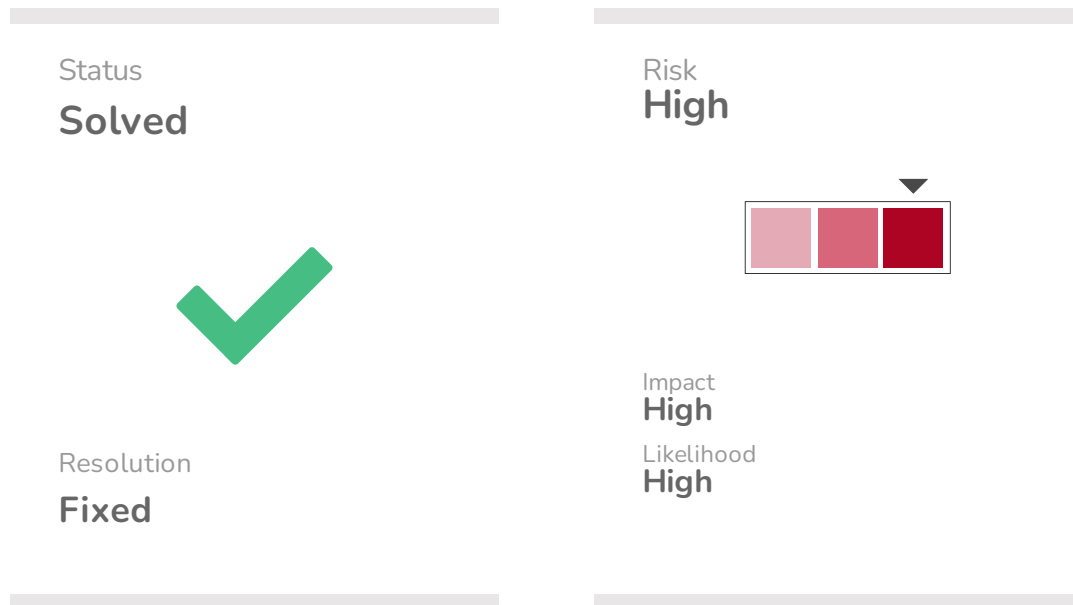 Status
Solved
Resolution
Fixed
Risk
High
Impact
High
Likelihood
High